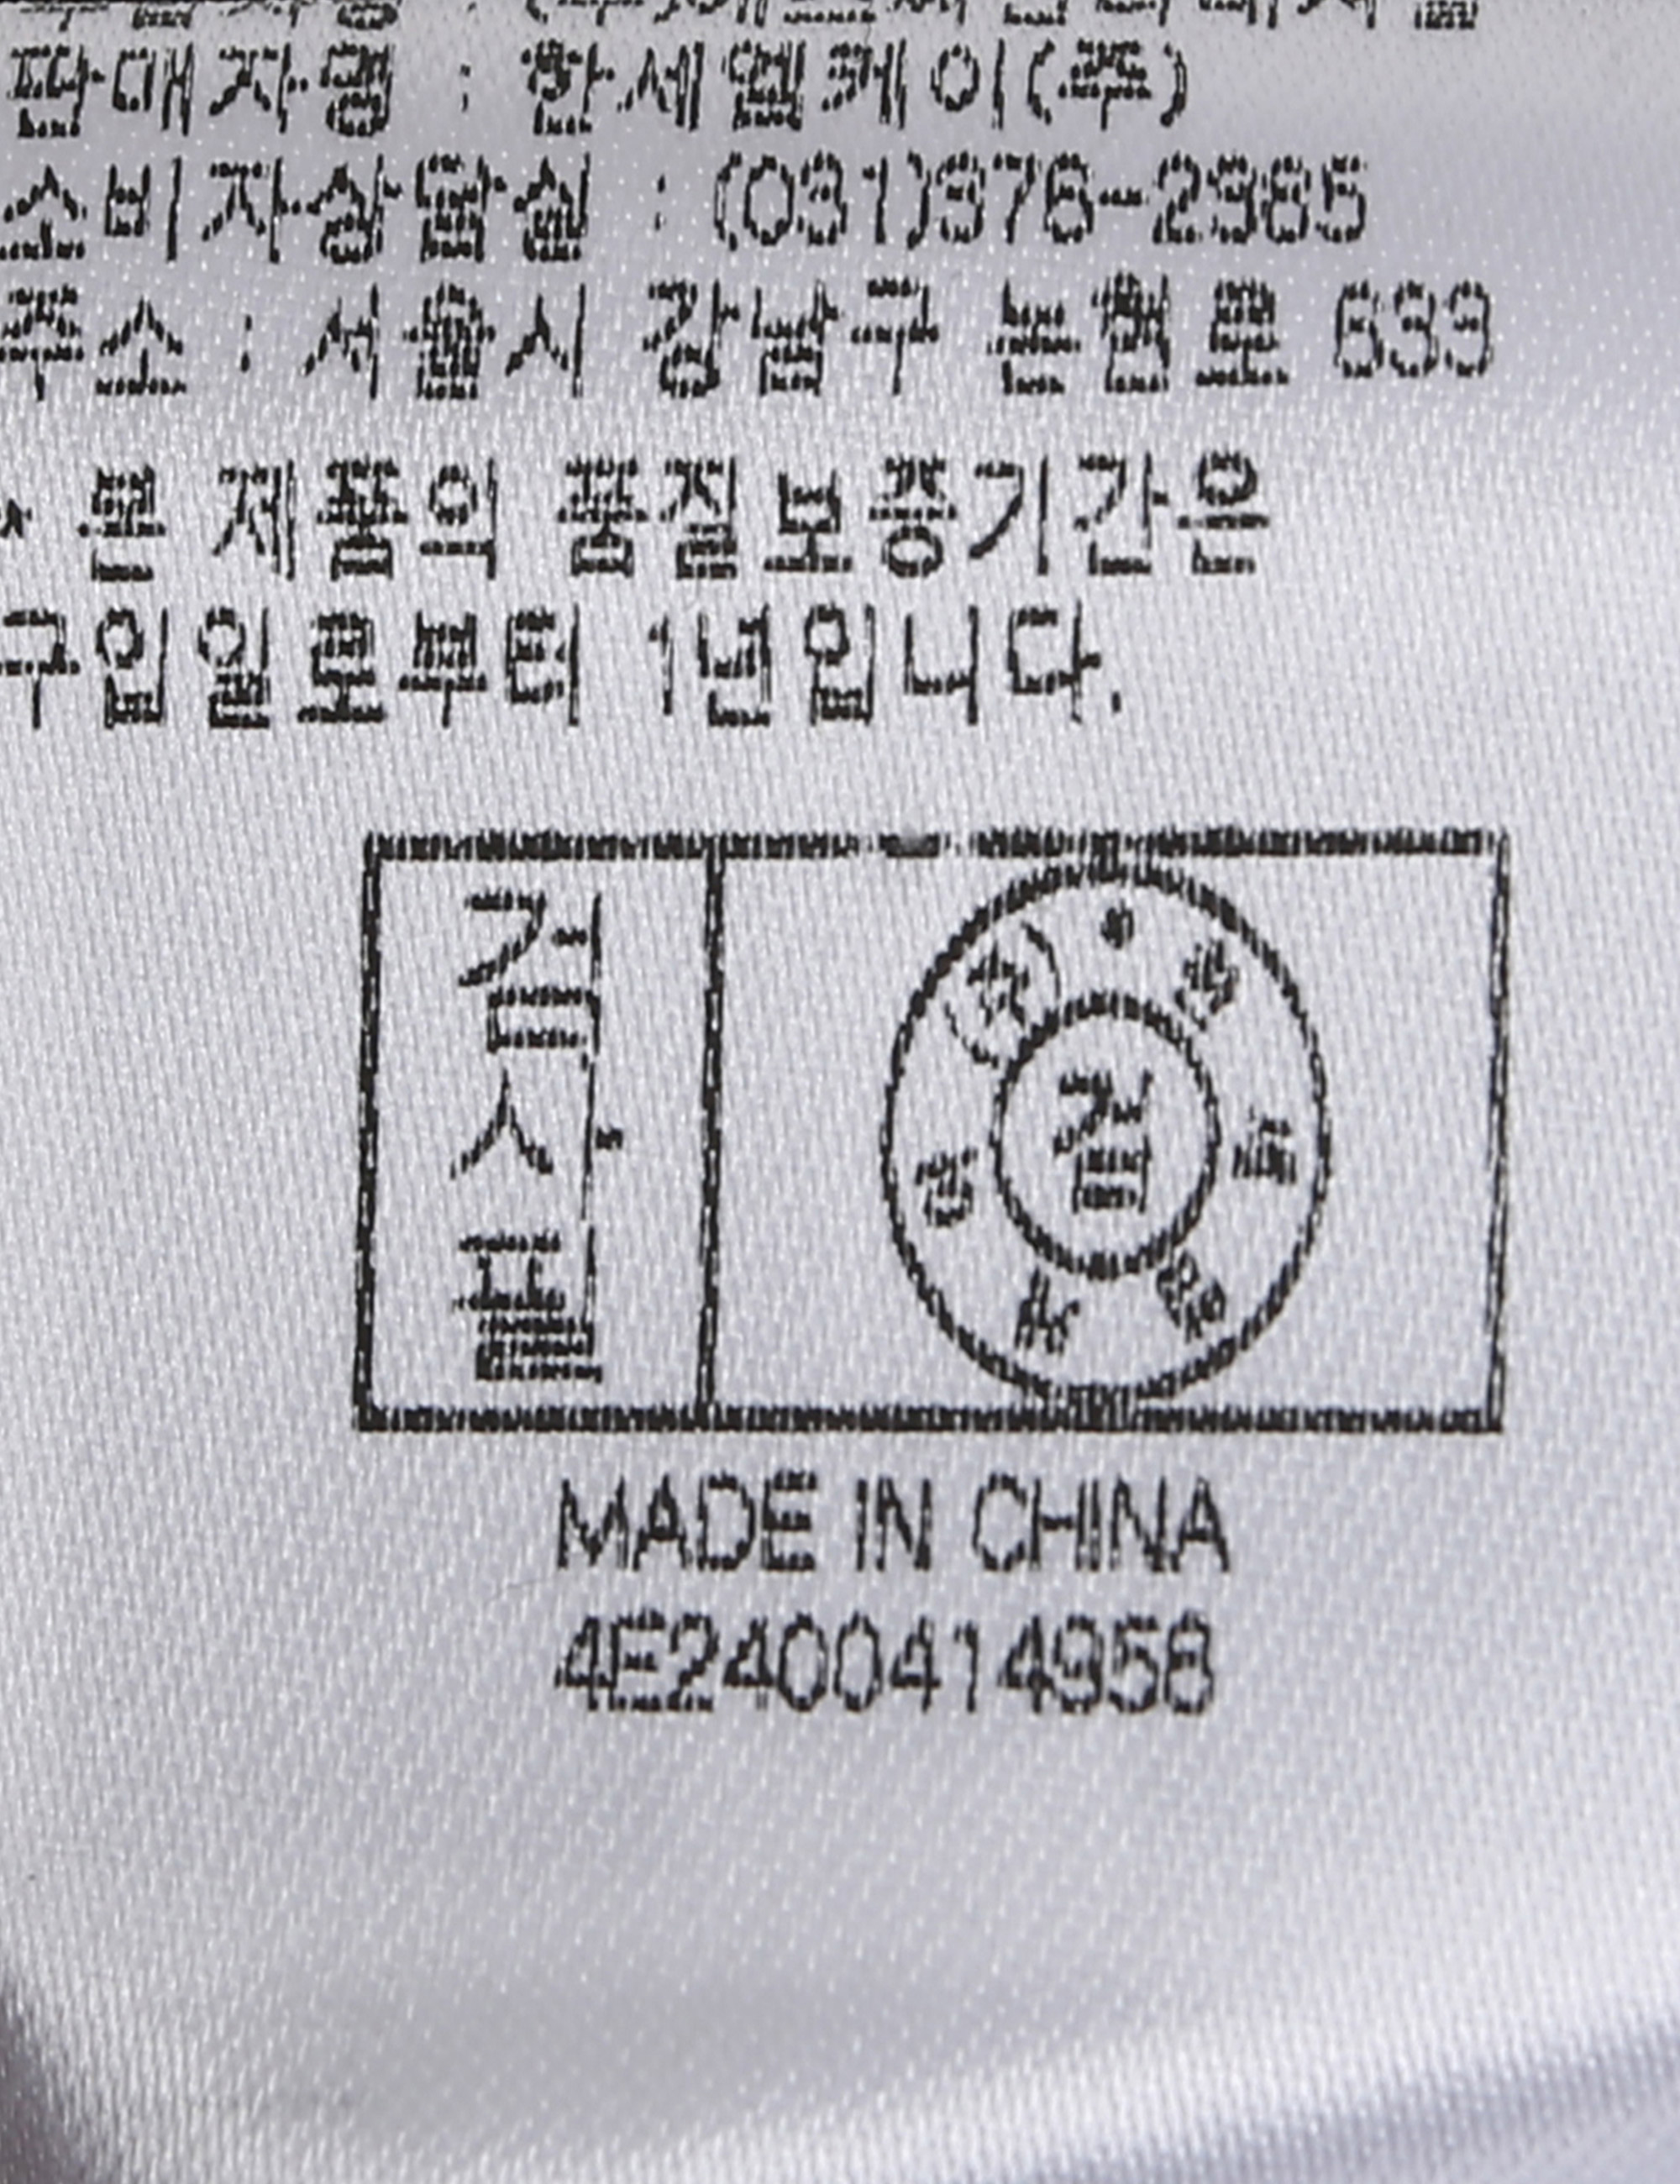 판매자명 : 한세엠케이(주)
소비자상담실 : (031)376-2385
주소 : 서울시 강남구 논현로 633
* 본 제품의 품질보증기간은
구입일로부터 1년입니다.
검사필
검
MADE IN CHINA
4E2400414958